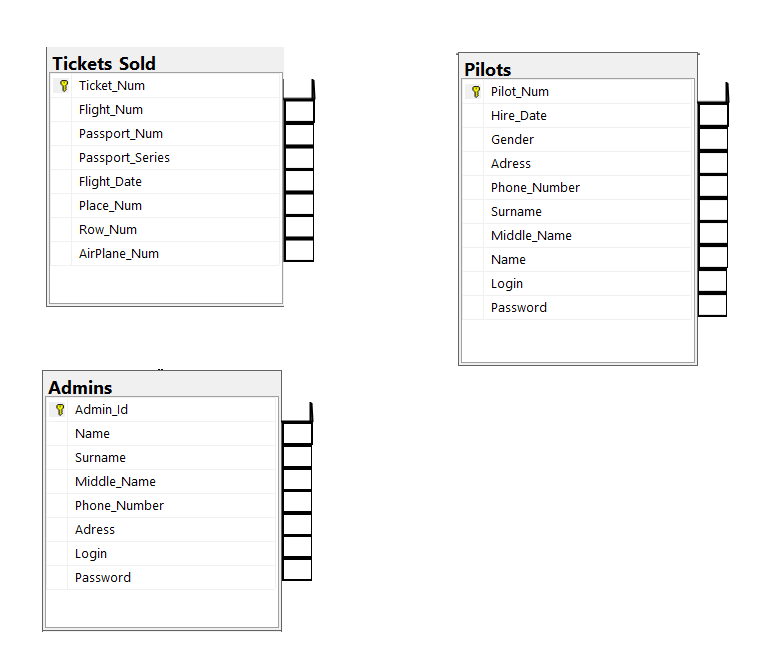 Tickets Sold
Ticket_Num
Flight_Num
Passport_Num
Passport_Series
Flight_Date
Place_Num
Row_Num
AirPlane_Num
Pilots
Pilot_Num
Hire_Date
Gender
Adress
Phone_Number
Surname
Middle_Name
Name
Login
Password
Admins
Admin_Id
Name
Surname
Middle_Name
Phone_Number
Adress
Login
Password